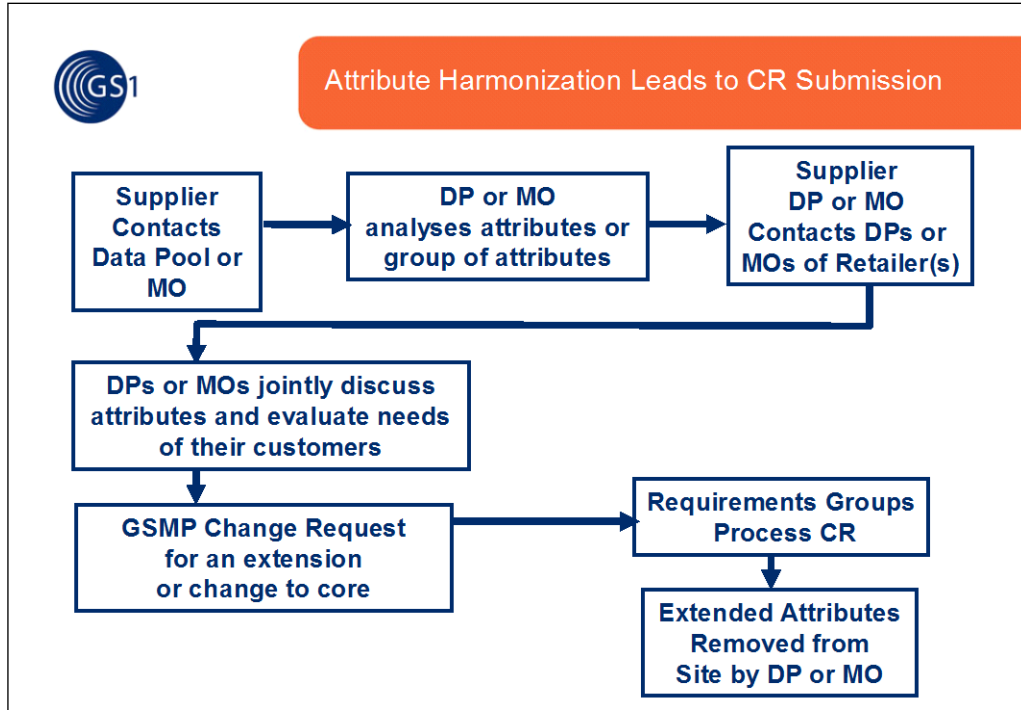 GS1
Attribute Harmonization Leads to CR Submission
Supplier
Contacts
Data Pool or
MO
DP or MO
analyses attributes or
group of attributes
Supplier
DP or MO
Contacts DPs or
MOs of Retailer(s)
DPs or MOs jointly discuss
attributes and evaluate needs
of their customers
GSMP Change Request
for an extension
or change to core
Requirements Groups
Process CR
Extended Attributes
Removed from
Site by DP or MO